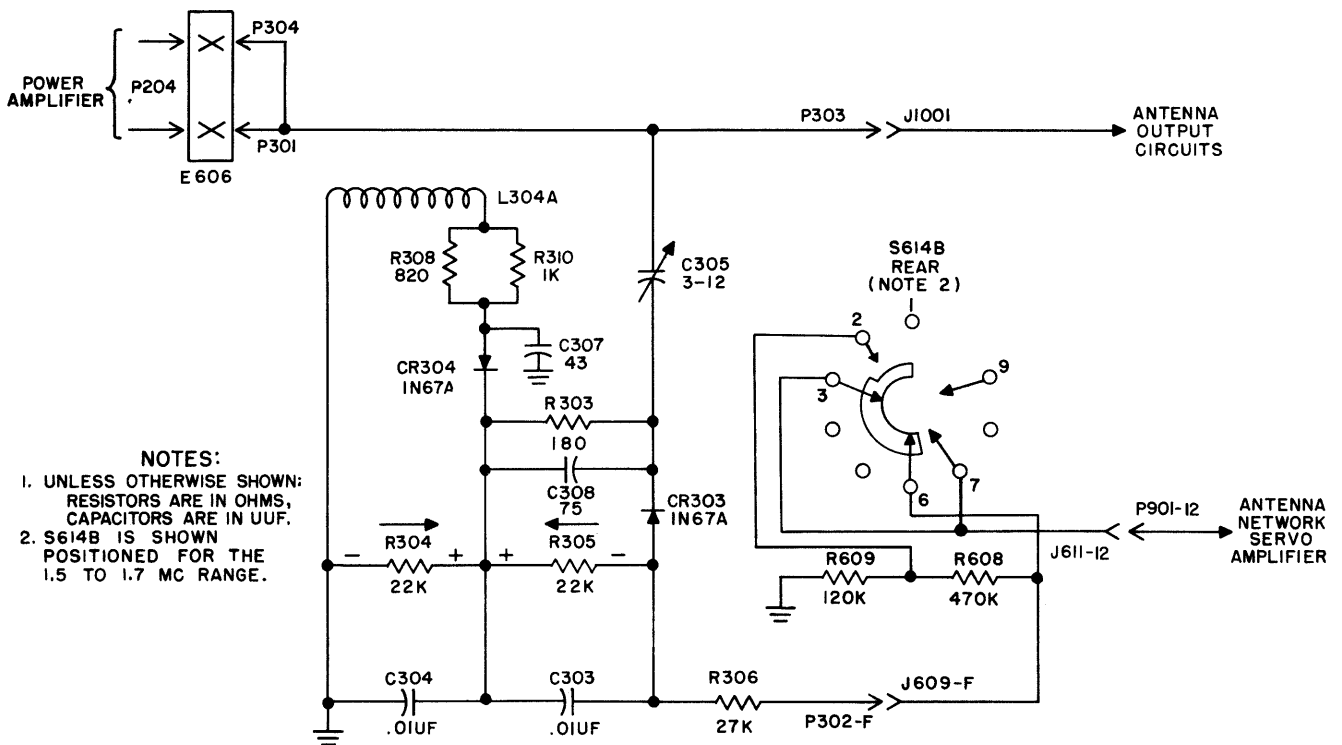 P304
POWER
AMPLIFIER
P204
P301
E606
P303
J1001
ANTENNA
OUTPUT
CIRCUITS
L304A
R308
820
R310
1K
C305
3-12
S614B
REAR
(NOTE 2)
1
2
3
9
6
7
C307
43
CR304
1N67A
R303
180
C308
75
CR303
1N67A
NOTES:
1. UNLESS OTHERWISE SHOWN:
RESISTORS ARE IN OHMS,
CAPACITORS ARE IN UUF.
2. S614B IS SHOWN
POSITIONED FOR THE
1.5 TO 1.7 MC RANGE.
− R304 +
22K
+ R305 −
22K
P901-12
J611-12
ANTENNA
NETWORK
SERVO
AMPLIFIER
R609
120K
R608
470K
C304
.01UF
C303
.01UF
R306
27K
P302-F
J609-F